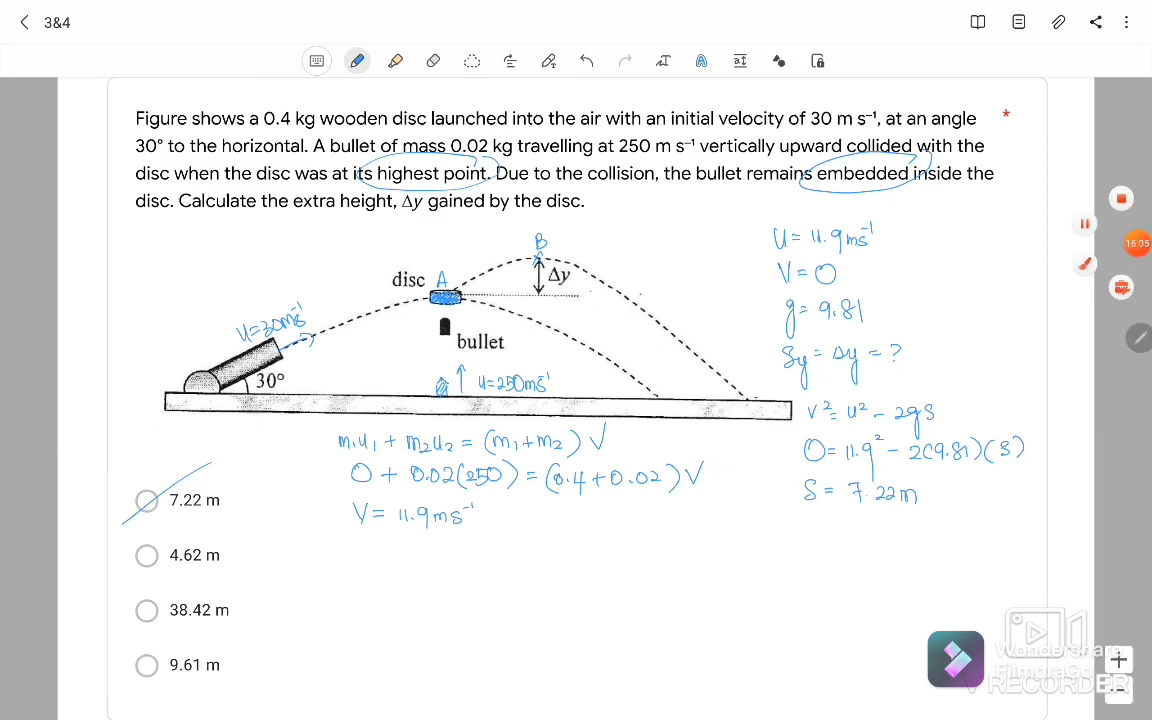 3&4
Figure shows a 0.4 kg wooden disc launched into the air with an initial velocity of 30 m s⁻¹, at an angle *
30° to the horizontal. A bullet of mass 0.02 kg travelling at 250 m s⁻¹ vertically upward collided with the
disc when the disc was at its highest point. Due to the collision, the bullet remains embedded inside the
disc. Calculate the extra height, Δy gained by the disc.
B
disc A
Δy
u=30ms⁻¹
bullet
30°
u=250ms⁻¹
u = 11.9ms⁻¹
V = 0
g = 9.81
Sy = Δy = ?
V² = u² - 2gS
0 = 11.9² - 2(9.81)(S)
S = 7.22m
m₁u₁ + m₂u₂ = (m₁+m₂) V
0 + 0.02(250) = (0.4+0.02) V
V = 11.9ms⁻¹
7.22 m
4.62 m
38.42 m
9.61 m
16:05
Wondershare
FilmoraGo
RECORDER